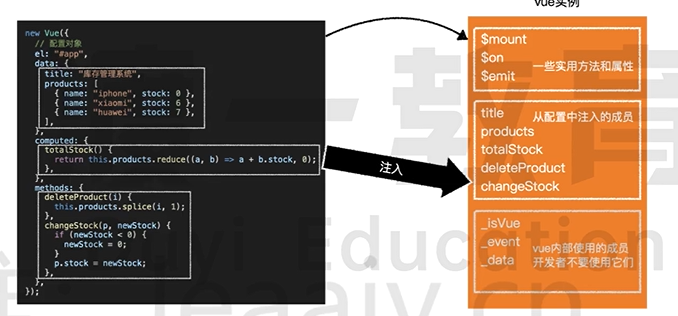 vue实例
new Vue({
// 配置对象
el: "#app",
data: {
title: "库存管理系统",
products: [
{ name: "iphone", stock: 0 },
{ name: "xiaomi", stock: 6 },
{ name: "huawei", stock: 7 },
],
},
computed: {
totalStock() {
return this.products.reduce((a, b) => a + b.stock, 0);
},
},
methods: {
deleteProduct(i) {
this.products.splice(i, 1);
},
changeStock(p, newStock) {
if (newStock < 0) {
newStock = 0;
}
p.stock = newStock;
},
},
});
注入
$mount
$on
$emit
一些实用方法和属性
title
products
totalStock
deleteProduct
changeStock
从配置中注入的成员
_isVue
_event
_data
vue内部使用的成员
开发者不要使用它们
一教育
yi Education